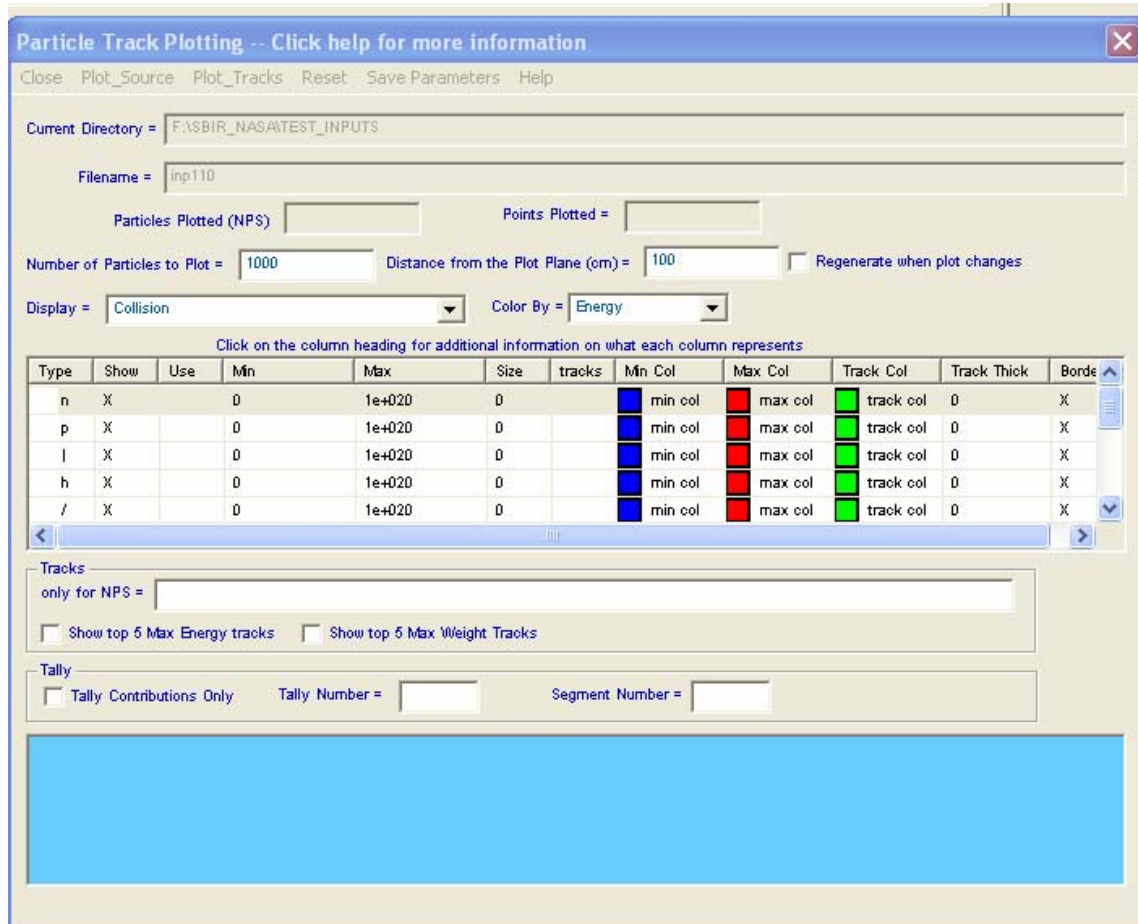 Particle Track Plotting -- Click help for more information
Close Plot_Source Plot_Tracks Reset Save Parameters Help
Current Directory = F:\SBIR_NASA\TEST_INPUTS
Filename = inp110
Particles Plotted (NPS) Points Plotted =
Number of Particles to Plot = 1000 Distance from the Plot Plane (cm) = 100 Regenerate when plot changes
Display = Collision Color By = Energy
Click on the column heading for additional information on what each column represents
Type Show Use Min Max Size tracks Min Col Max Col Track Col Track Thick Borde
n X 0 1e+020 0 min col max col track col 0 X
p X 0 1e+020 0 min col max col track col 0 X
| X 0 1e+020 0 min col max col track col 0 X
h X 0 1e+020 0 min col max col track col 0 X
/ X 0 1e+020 0 min col max col track col 0 X
Tracks
only for NPS =
Show top 5 Max Energy tracks Show top 5 Max Weight Tracks
Tally
Tally Contributions Only Tally Number = Segment Number =